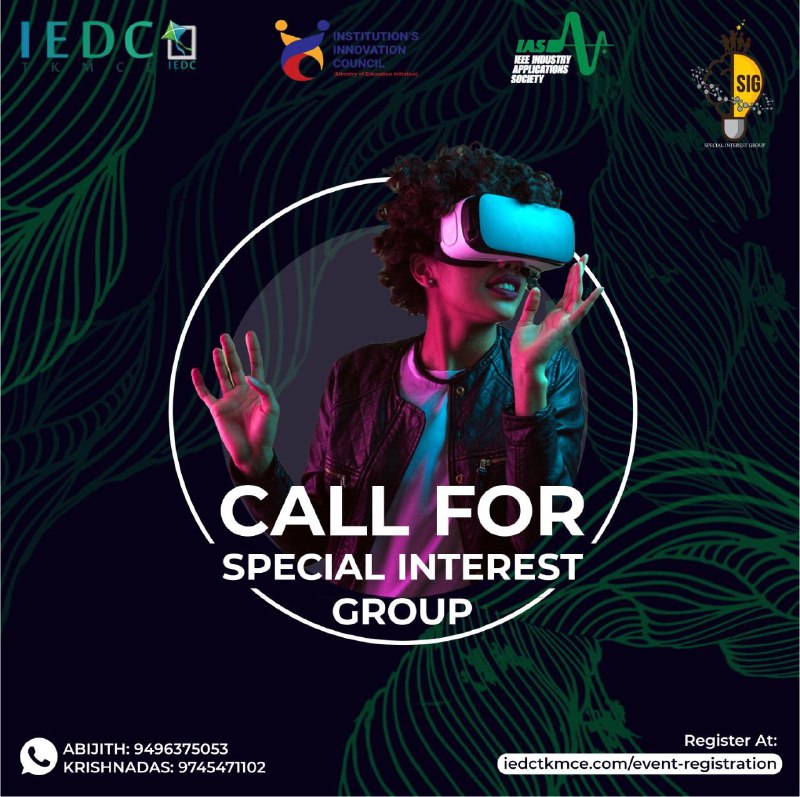 IEDC
TKMCE
IEDC
INSTITUTION'S
INNOVATION
COUNCIL
(Ministry of Education Initiative)
IAS
IEEE INDUSTRY
APPLICATIONS
SOCIETY
SIG
SPECIAL INTEREST GROUP
CALL FOR
SPECIAL INTEREST
GROUP
ABIJITH: 9496375053
KRISHNADAS: 9745471102
Register At:
iedctkmce.com/event-registration